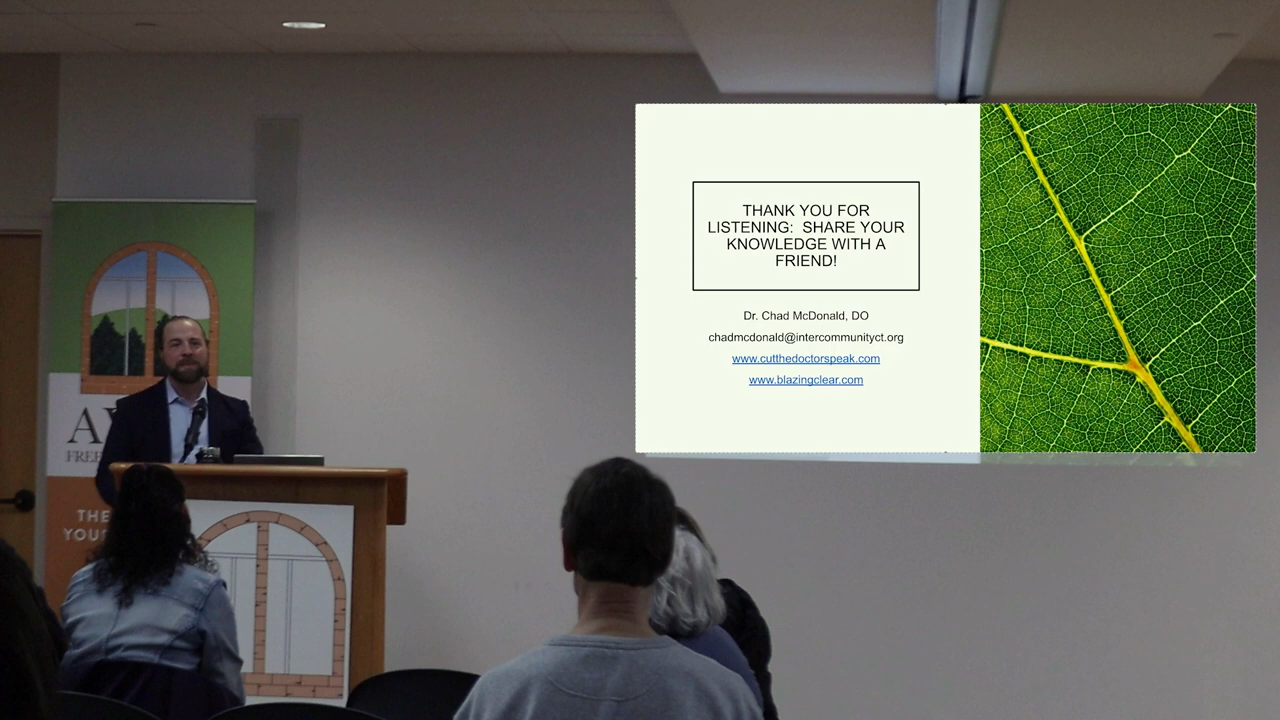 THANK YOU FOR
LISTENING:  SHARE YOUR
KNOWLEDGE WITH A
FRIEND!
Dr. Chad McDonald, DO
chadmcdonald@intercommunityct.org
www.cutthedoctorspeak.com
www.blazingclear.com
THE